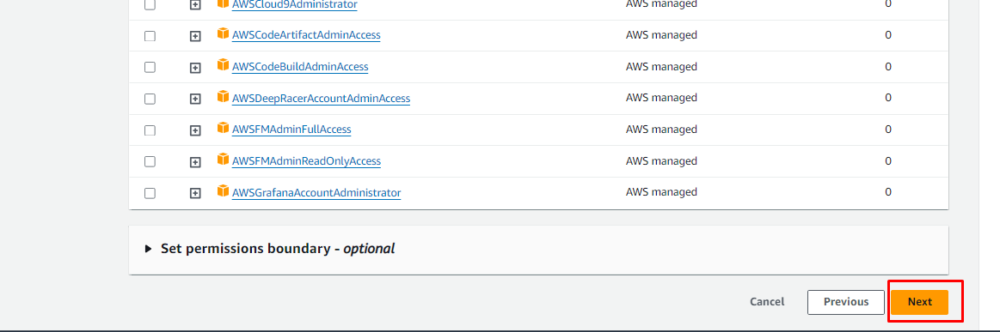 AWSCloud9Administrator AWS managed 0
AWSCodeArtifactAdminAccess AWS managed 0
AWSCodeBuildAdminAccess AWS managed 0
AWSDeepRacerAccountAdminAccess AWS managed 0
AWSFMAdminFullAccess AWS managed 0
AWSFMAdminReadOnlyAccess AWS managed 0
AWSGrafanaAccountAdministrator AWS managed 0
Set permissions boundary - optional
Cancel Previous Next